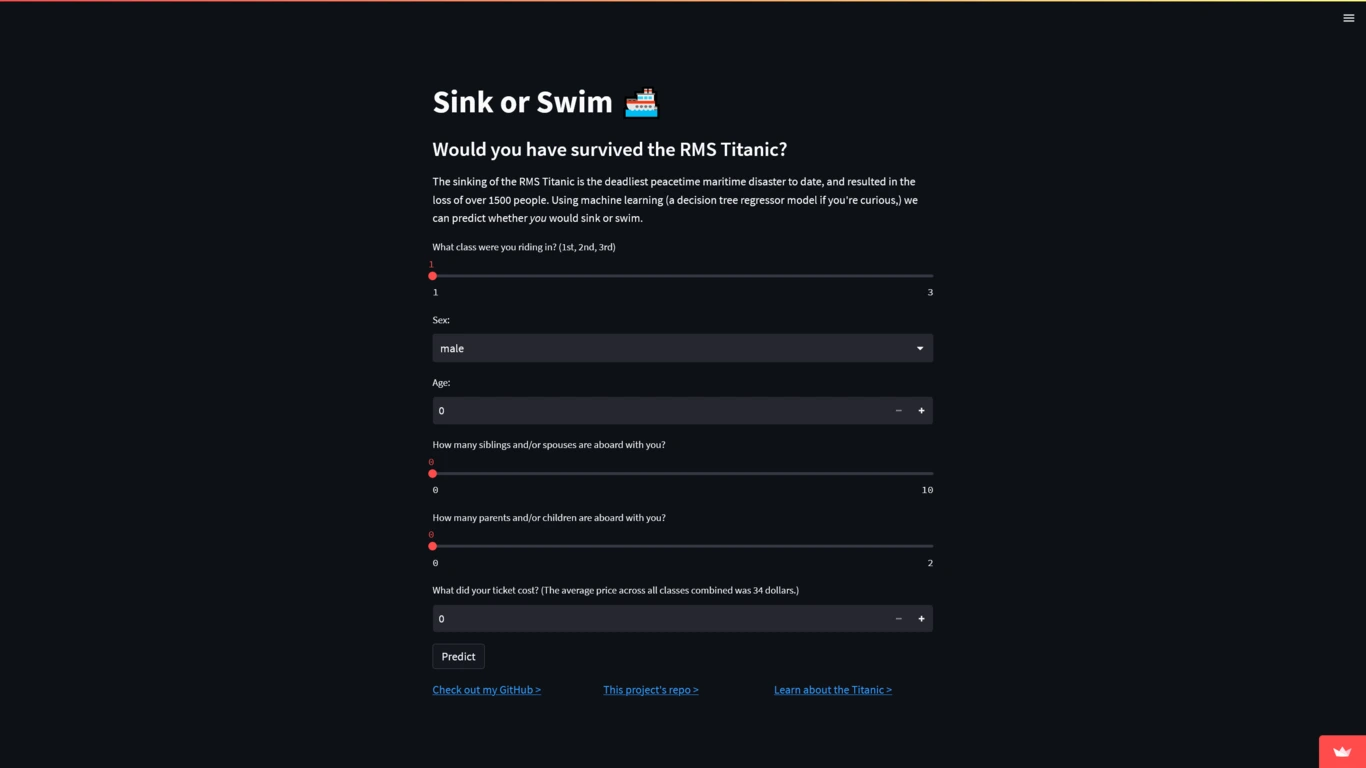 Sink or Swim
Would you have survived the RMS Titanic?
The sinking of the RMS Titanic is the deadliest peacetime maritime disaster to date, and resulted in the
loss of over 1500 people. Using machine learning (a decision tree regressor model if you're curious,) we
can predict whether you would sink or swim.
What class were you riding in? (1st, 2nd, 3rd)
1
1 3
Sex:
male
Age:
0 − +
How many siblings and/or spouses are aboard with you?
0
0 10
How many parents and/or children are aboard with you?
0
0 2
What did your ticket cost? (The average price across all classes combined was 34 dollars.)
0 − +
Predict
Check out my GitHub > This project's repo > Learn about the Titanic >